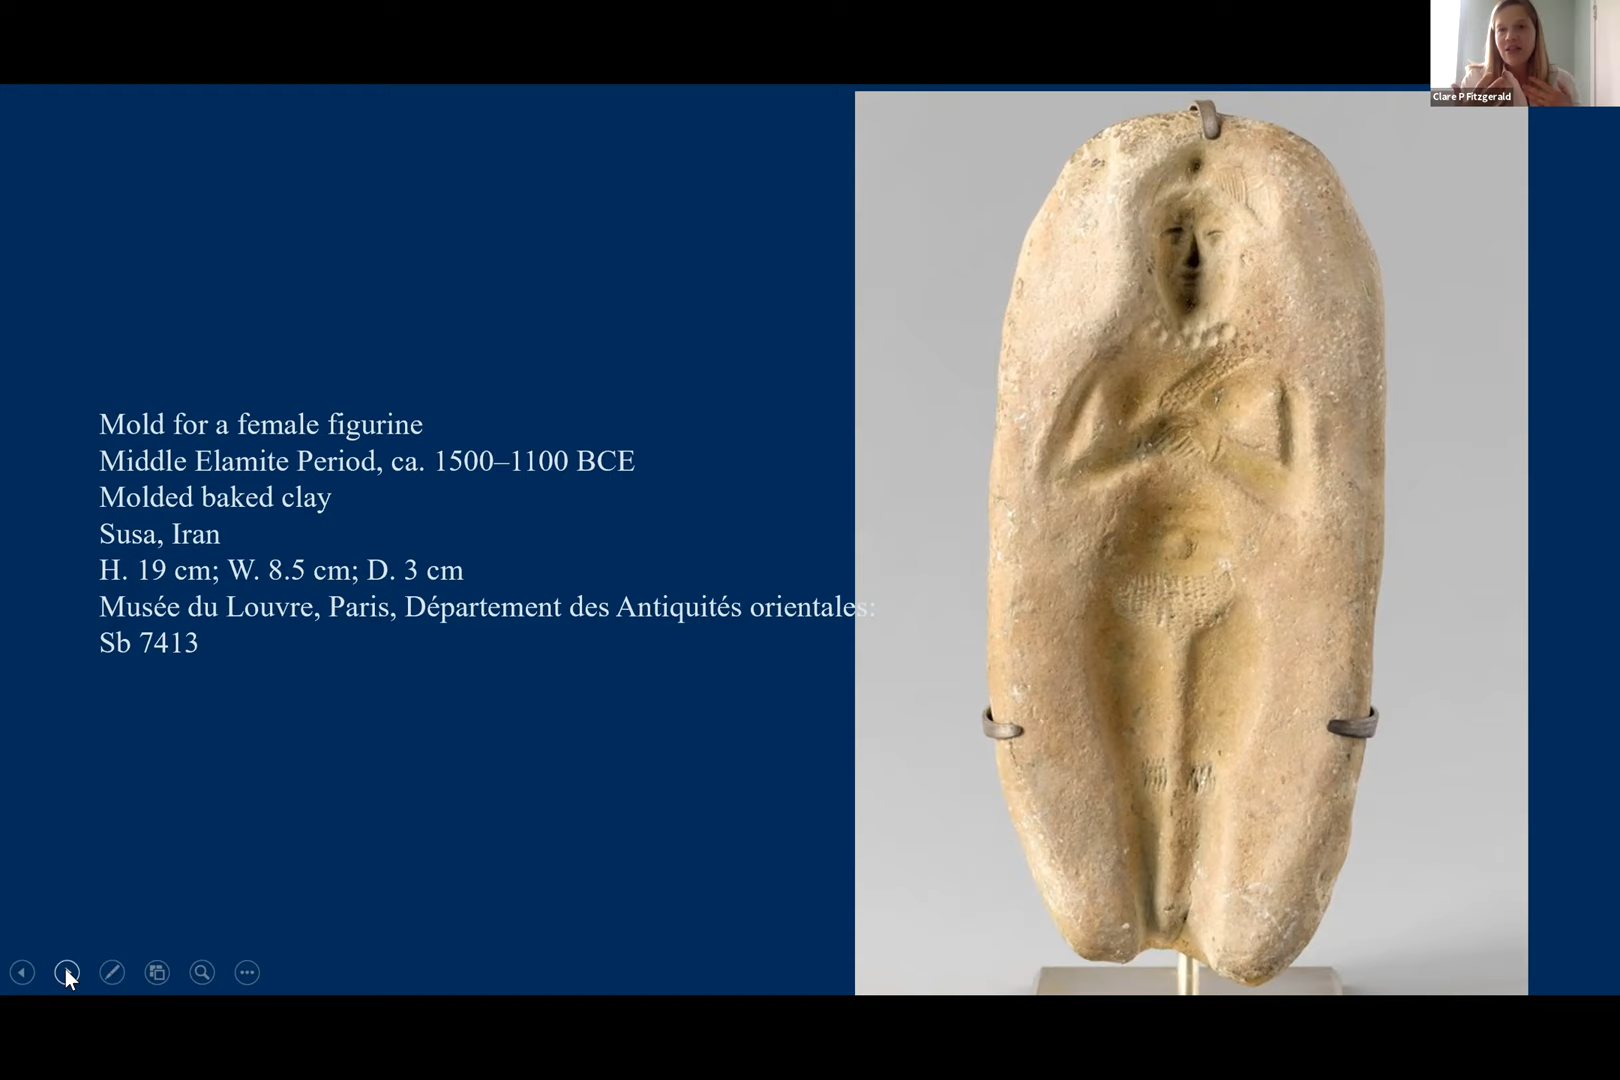 Clare P Fitzgerald
Mold for a female figurine
Middle Elamite Period, ca. 1500–1100 BCE
Molded baked clay
Susa, Iran
H. 19 cm; W. 8.5 cm; D. 3 cm
Musée du Louvre, Paris, Département des Antiquités orientales:
Sb 7413